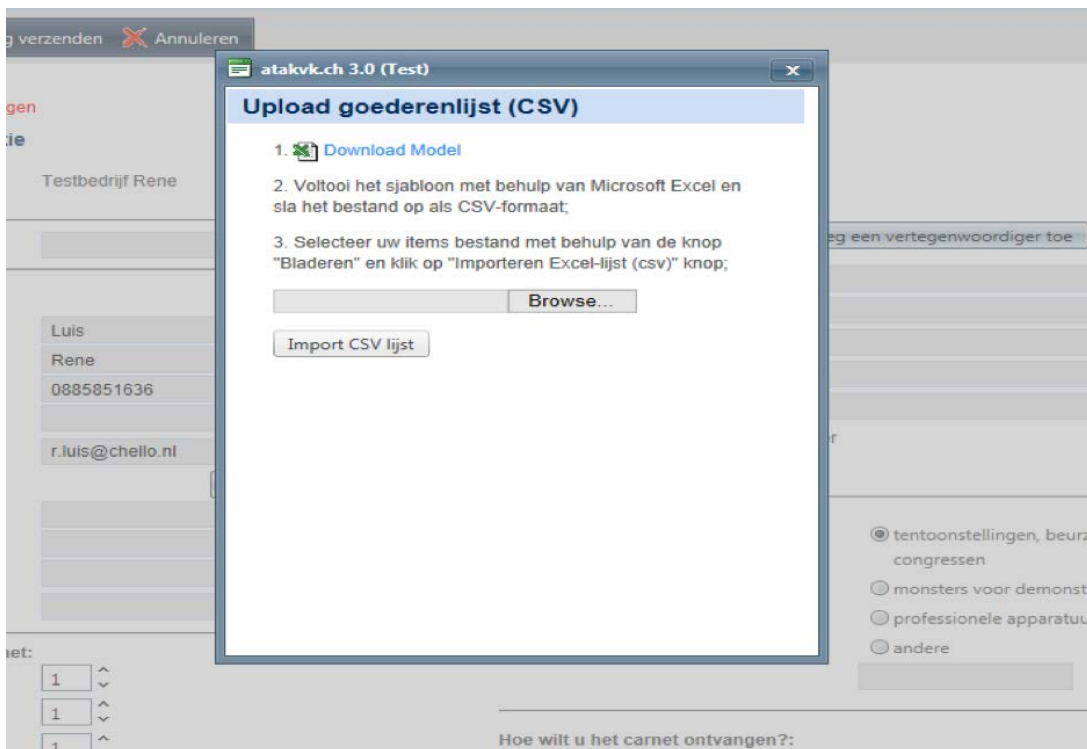 verzenden Annuleren
atakvk.ch 3.0 (Test)
Upload goederenlijst (CSV)
1. Download Model
2. Voltooi het sjabloon met behulp van Microsoft Excel en
sla het bestand op als CSV-formaat;
3. Selecteer uw items bestand met behulp van de knop
"Bladeren" en klik op "Importeren Excel-lijst (csv)" knop;
Browse...
Import CSV lijst
gen
tie
Testbedrijf Rene
een vertegenwoordiger toe
Luis
Rene
0885851636
r.luis@chello.nl
tentoonstellingen, beurz
congressen
monsters voor demonst
professionele apparatuu
andere
net:
1
1
1
Hoe wilt u het carnet ontvangen?: